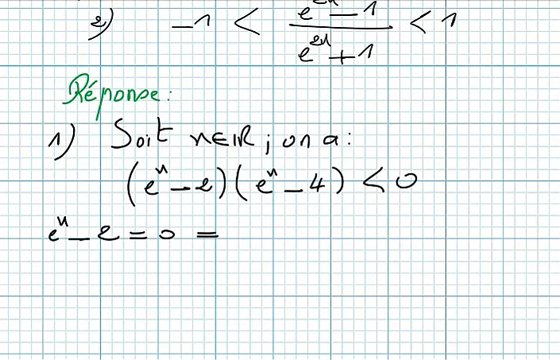 2) -1 < (e^2x - 1)/(e^2x + 1) < 1
Réponse:
1) Soit x∈ℝ ; on a:
(e^x - 2)(e^x - 4) < 0
e^x - 2 = 0 =